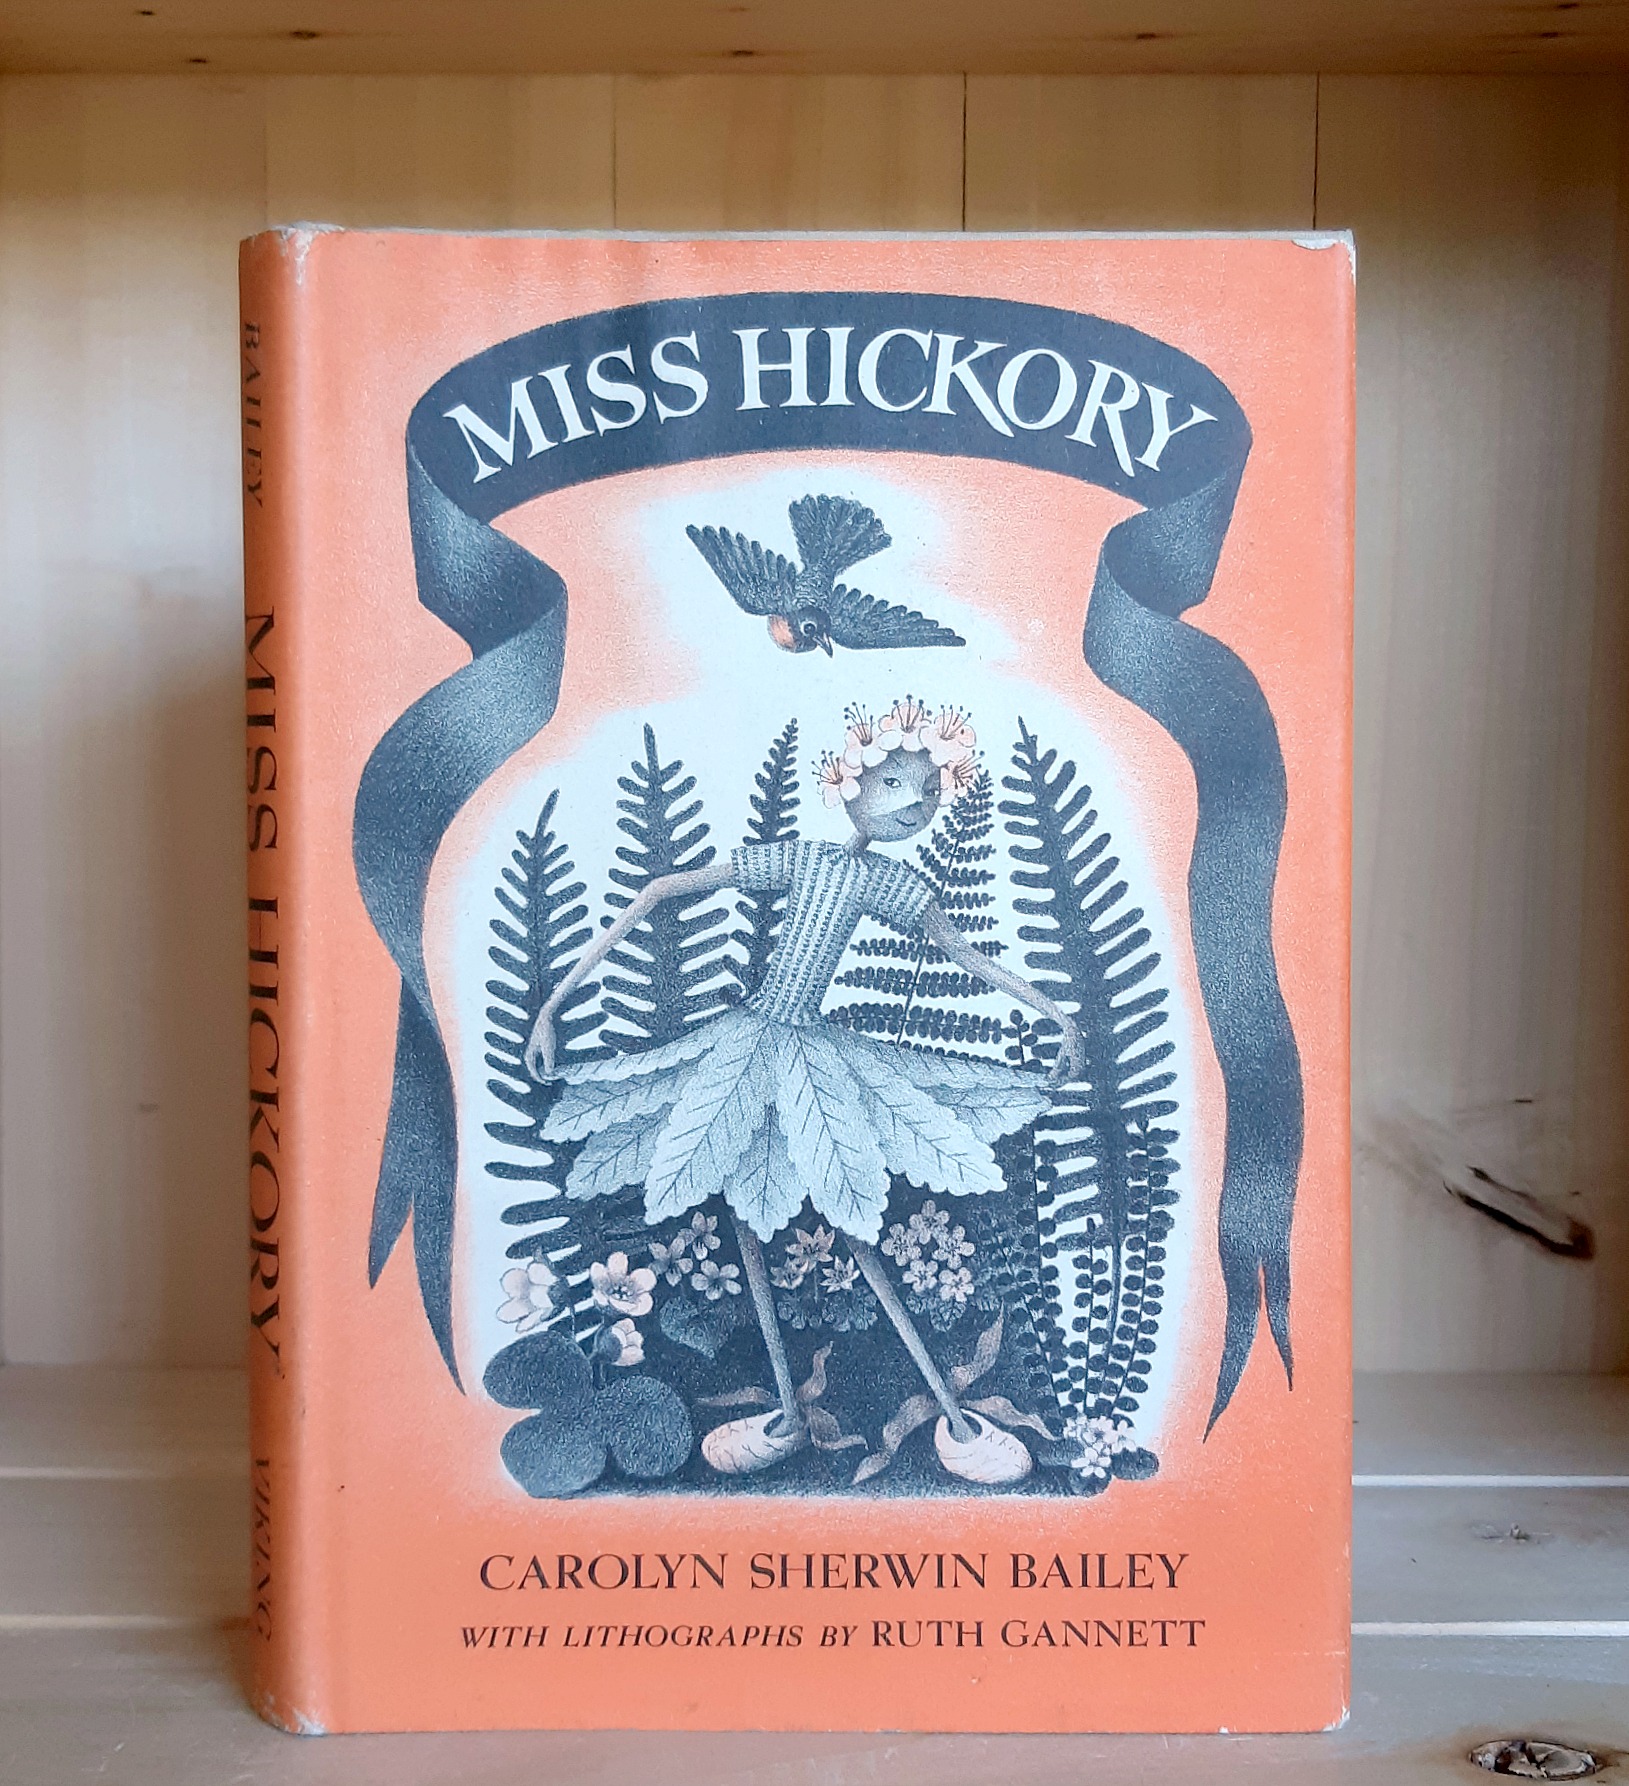 MISS HICKORY
CAROLYN SHERWIN BAILEY
WITH LITHOGRAPHS BY RUTH GANNETT
BAILEY MISS HICKORY VIKING